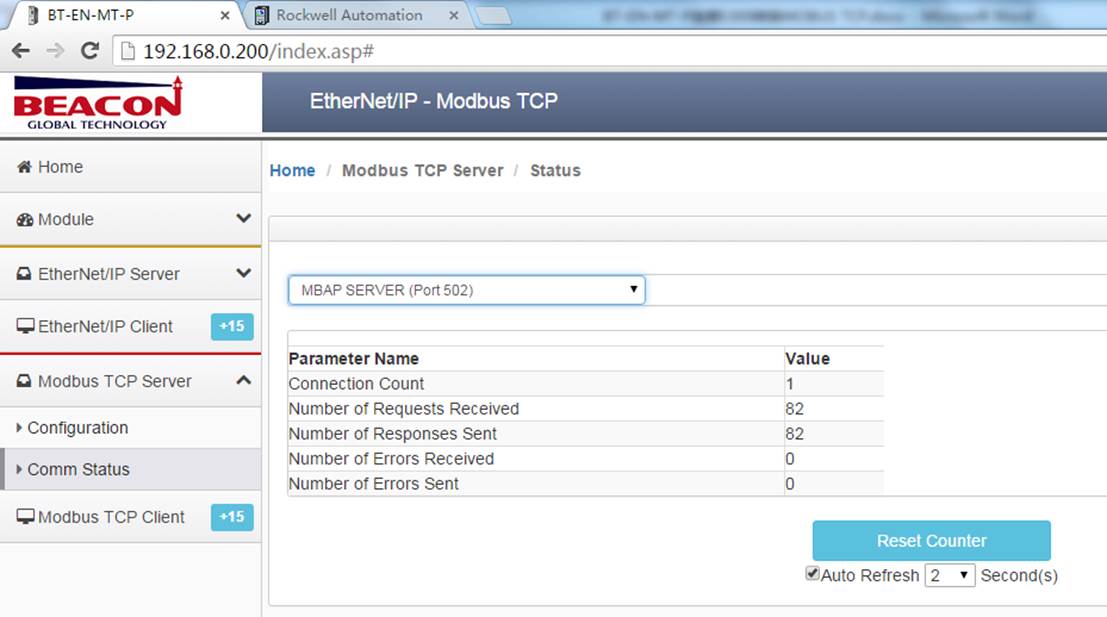 BT-EN-MT-P
Rockwell Automation
192.168.0.200/index.asp#
BEACON
GLOBAL TECHNOLOGY
EtherNet/IP - Modbus TCP
Home
Module
EtherNet/IP Server
EtherNet/IP Client +15
Modbus TCP Server
Configuration
Comm Status
Modbus TCP Client +15
Home / Modbus TCP Server / Status
MBAP SERVER (Port 502)
Parameter Name Value
Connection Count 1
Number of Requests Received 82
Number of Responses Sent 82
Number of Errors Received 0
Number of Errors Sent 0
Reset Counter
Auto Refresh 2 Second(s)